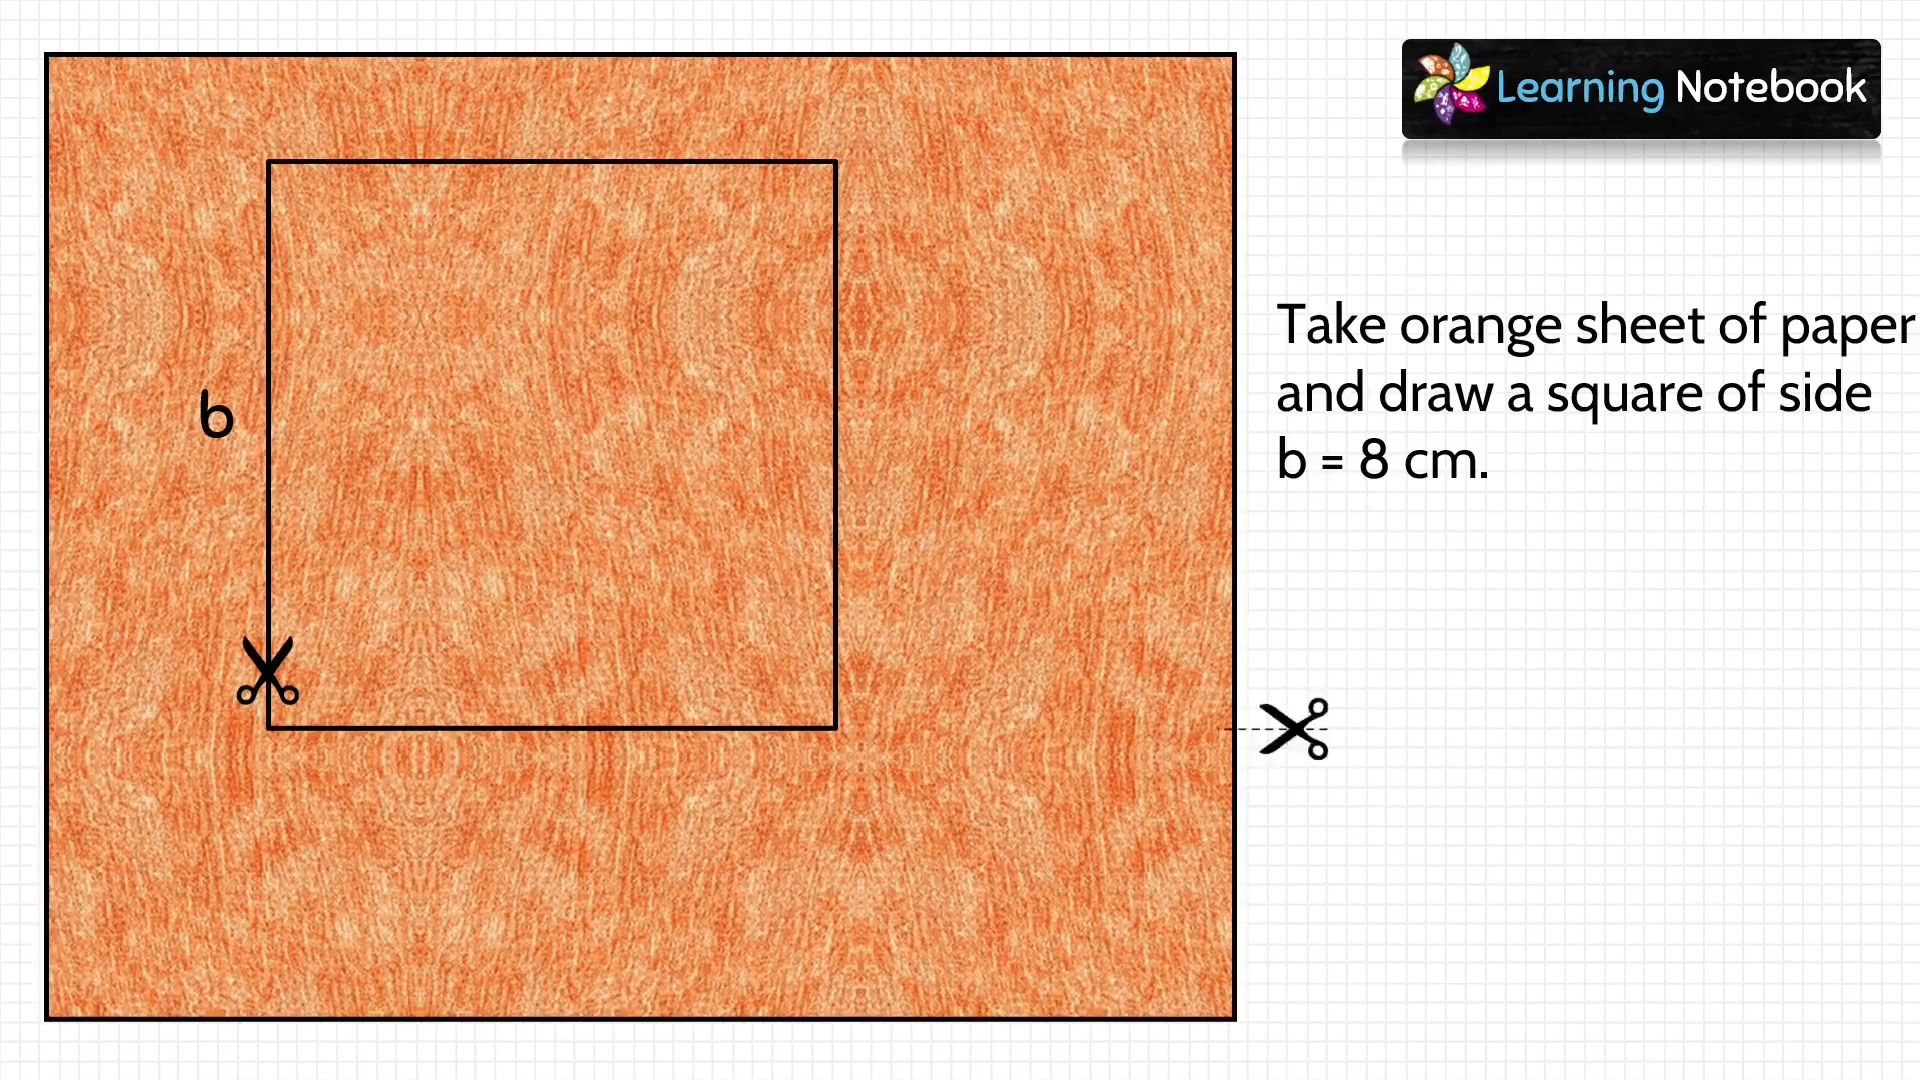 Learning Notebook
Take orange sheet of paper
and draw a square of side
b = 8 cm.
b